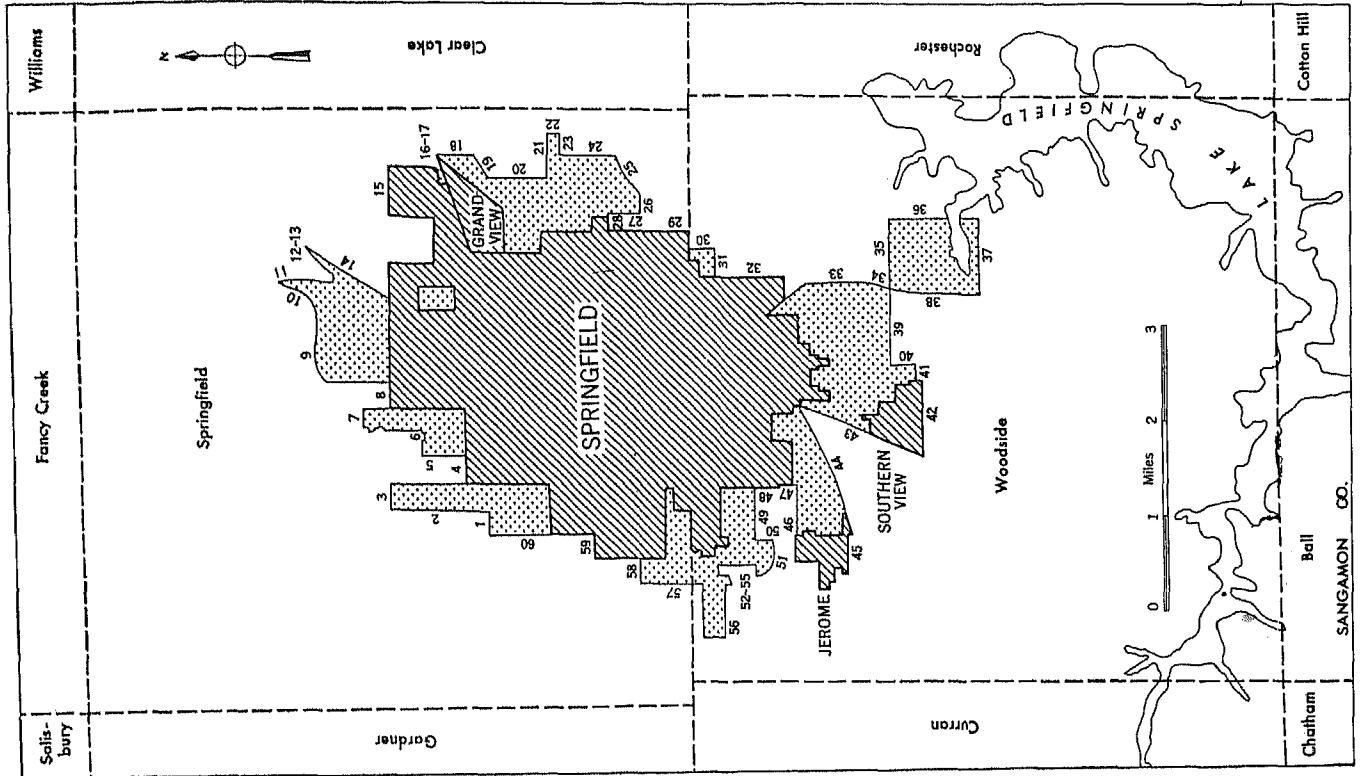 Salis-
bury
Fancy Creek
Williams
N
Clear Lake
Springfield
Gardner
SPRINGFIELD
GRAND-
VIEW
1
2
3
4
5
6
7
8
9
10
11
12-13
14
15
16-17
18
19
20
21
22
23
24
25
26
27
28
29
30
31
32
33
34
35
36
37
38
39
40
41
42
43
44
45
46
47
48
49
50
51
52-55
56
57
58
59
60
JEROME
SOUTHERN
VIEW
Woodside
Curran
Rochester
LAKE SPRINGFIELD
0 1 2 3
Miles
Chatham
Ball
Cotton Hill
SANGAMON CO.